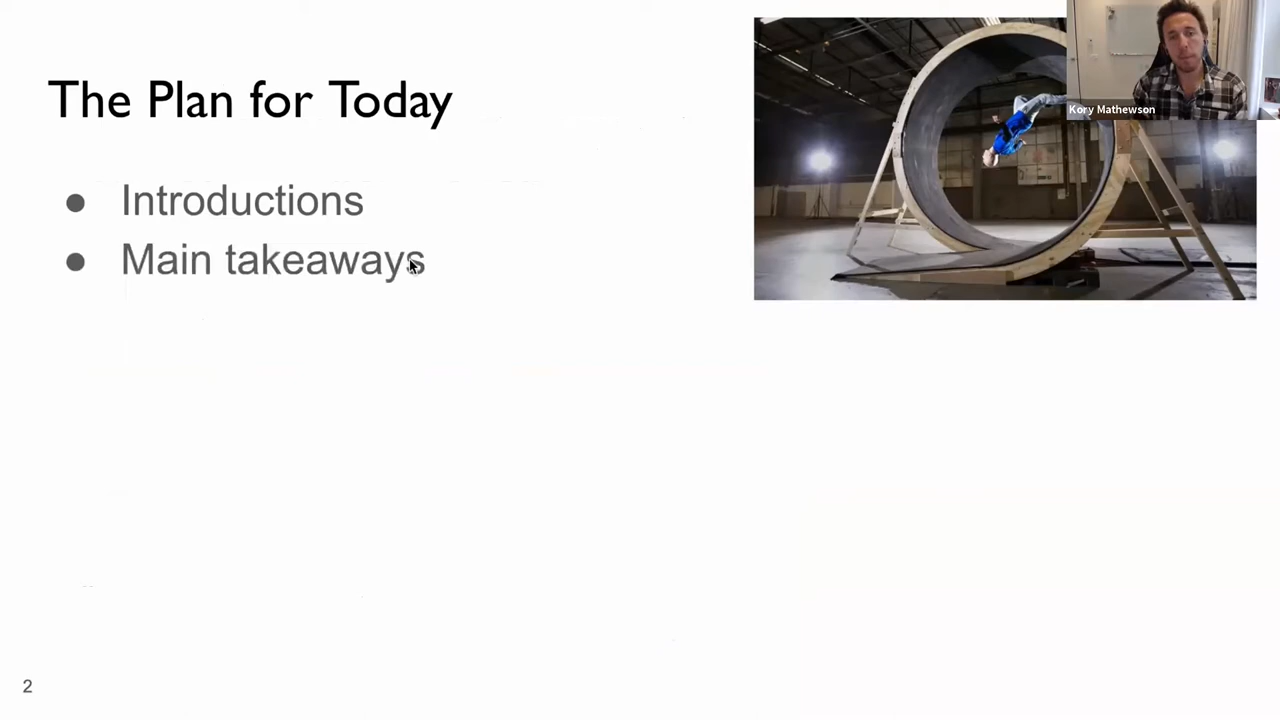 The Plan for Today
● Introductions
● Main takeaways
Kory Mathewson
2